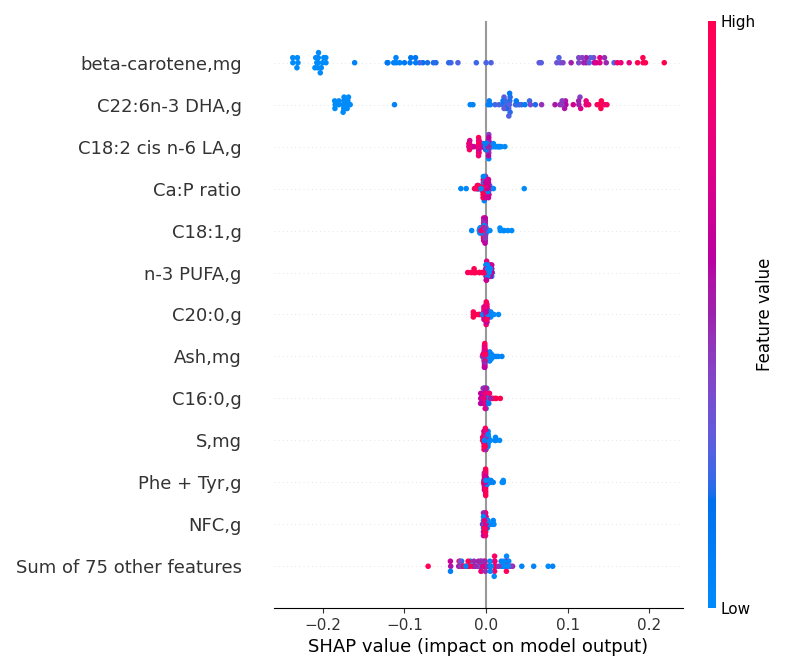 High
beta-carotene,mg
C22:6n-3 DHA,g
C18:2 cis n-6 LA,g
Ca:P ratio
C18:1,g
n-3 PUFA,g
C20:0,g
Ash,mg
C16:0,g
S,mg
Phe + Tyr,g
NFC,g
Sum of 75 other features
Feature value
Low
−0.2 −0.1 0.0 0.1 0.2
SHAP value (impact on model output)